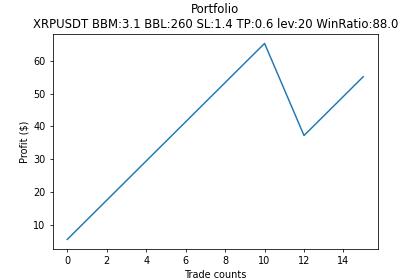 Portfolio
XRPUSDT BBM:3.1 BBL:260 SL:1.4 TP:0.6 lev:20 WinRatio:88.0
Profit ($)
60
50
40
30
20
10
0 2 4 6 8 10 12 14
Trade counts